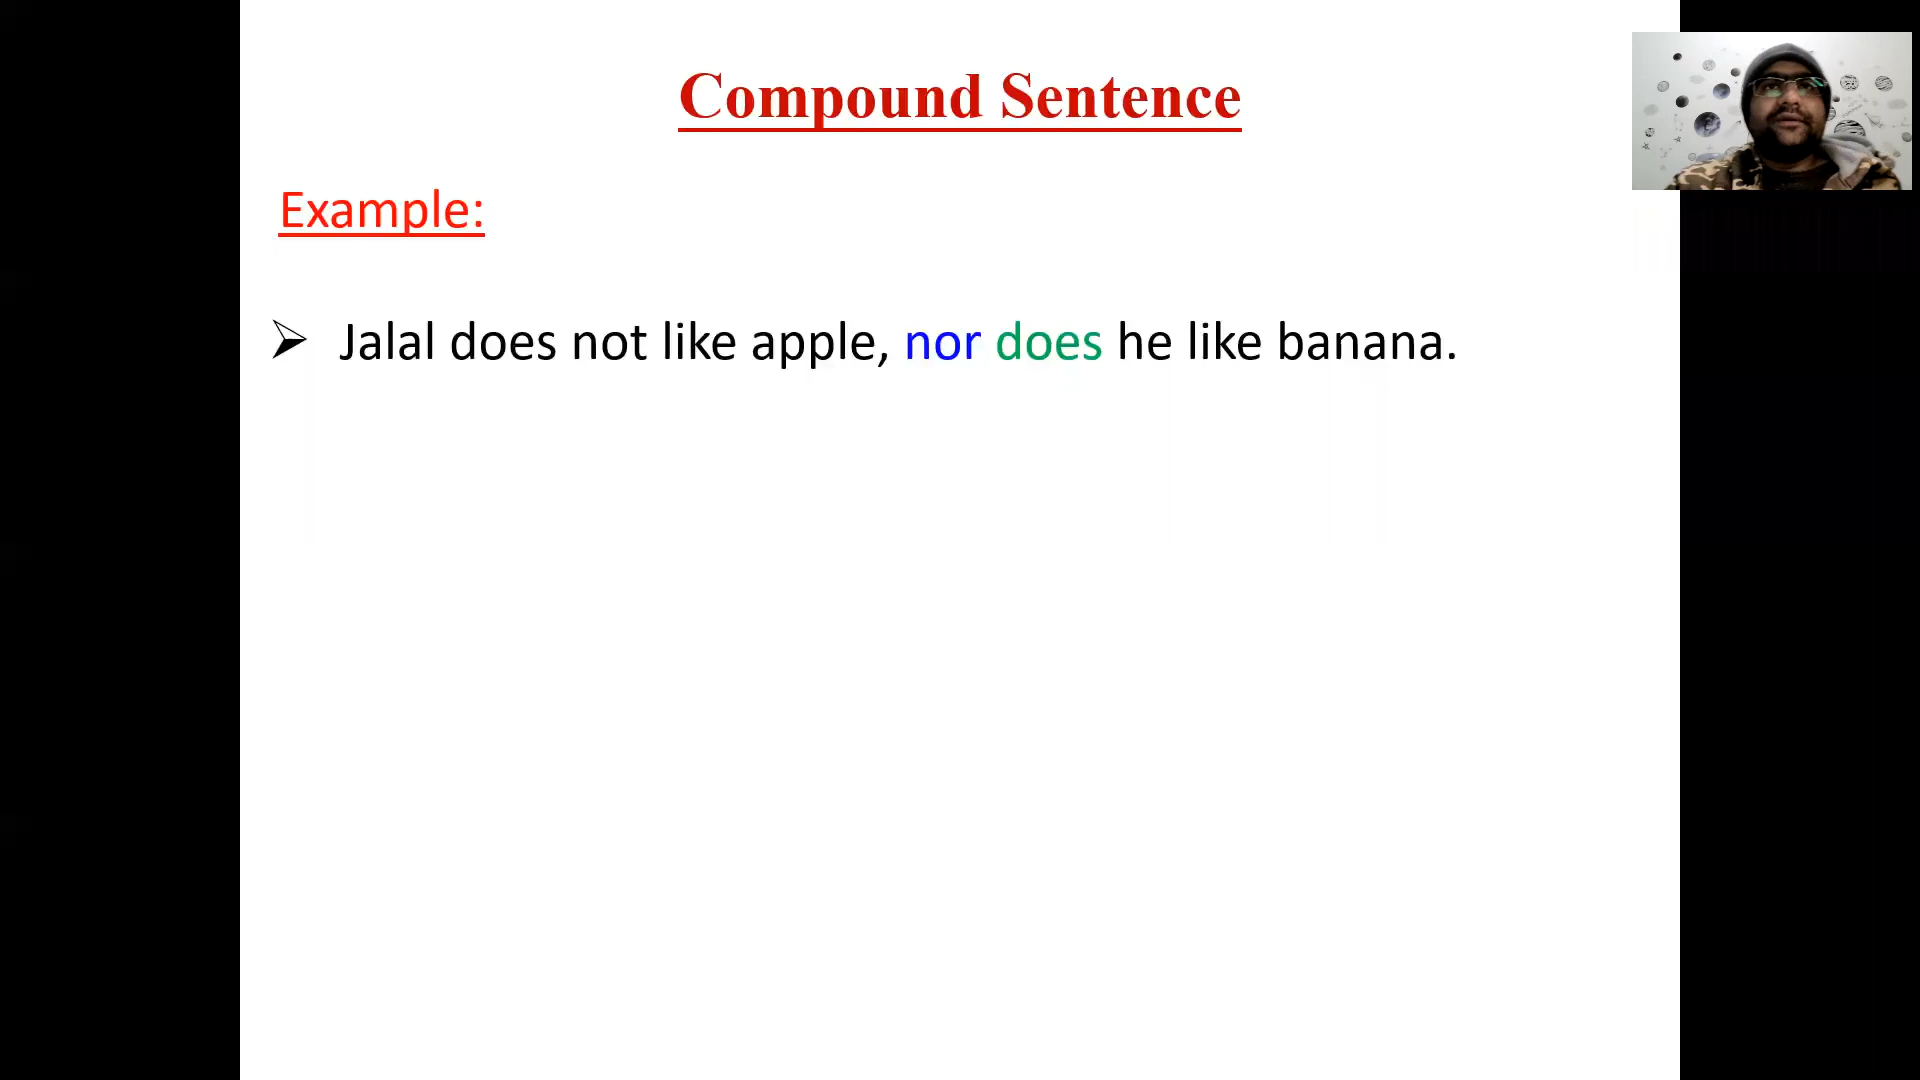 Compound Sentence
Example:
Jalal does not like apple, nor does he like banana.